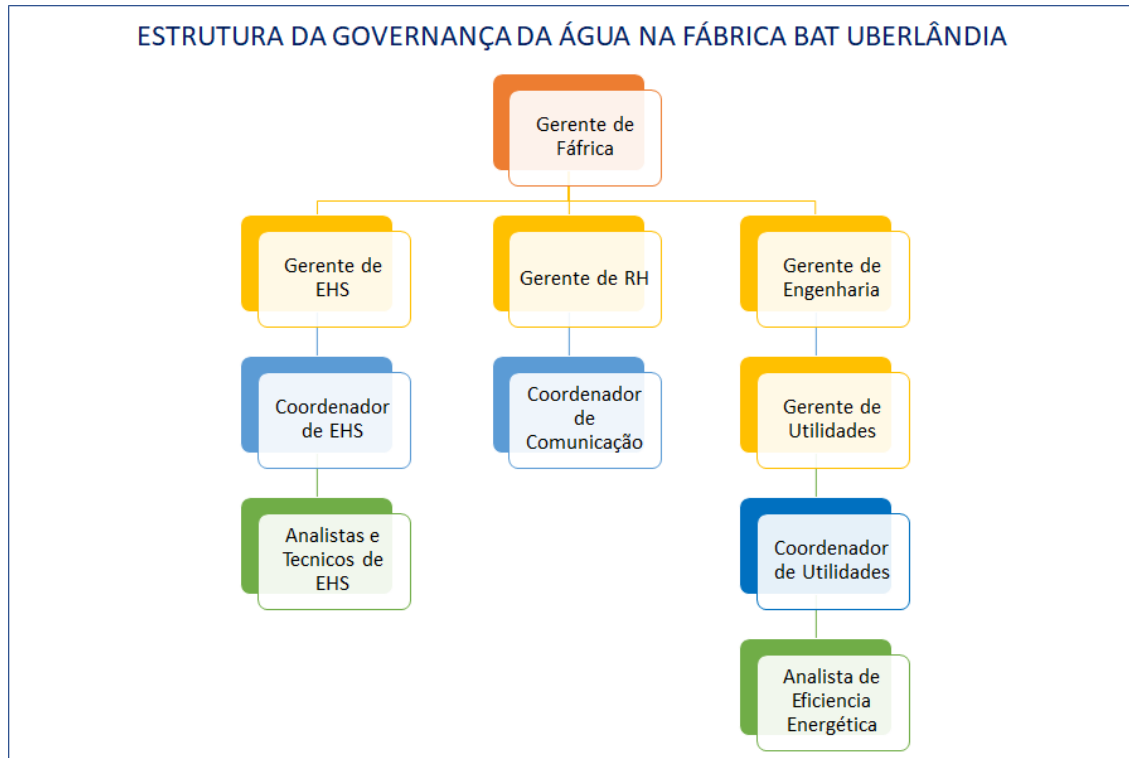 ESTRUTURA DA GOVERNANÇA DA ÁGUA NA FÁBRICA BAT UBERLÂNDIA
Gerente de
Fáfrica
Gerente de
EHS
Gerente de RH
Gerente de
Engenharia
Coordenador
de EHS
Coordenador
de
Comunicação
Gerente de
Utilidades
Analistas e
Tecnicos de
EHS
Coordenador
de Utilidades
Analista de
Eficiencia
Energética